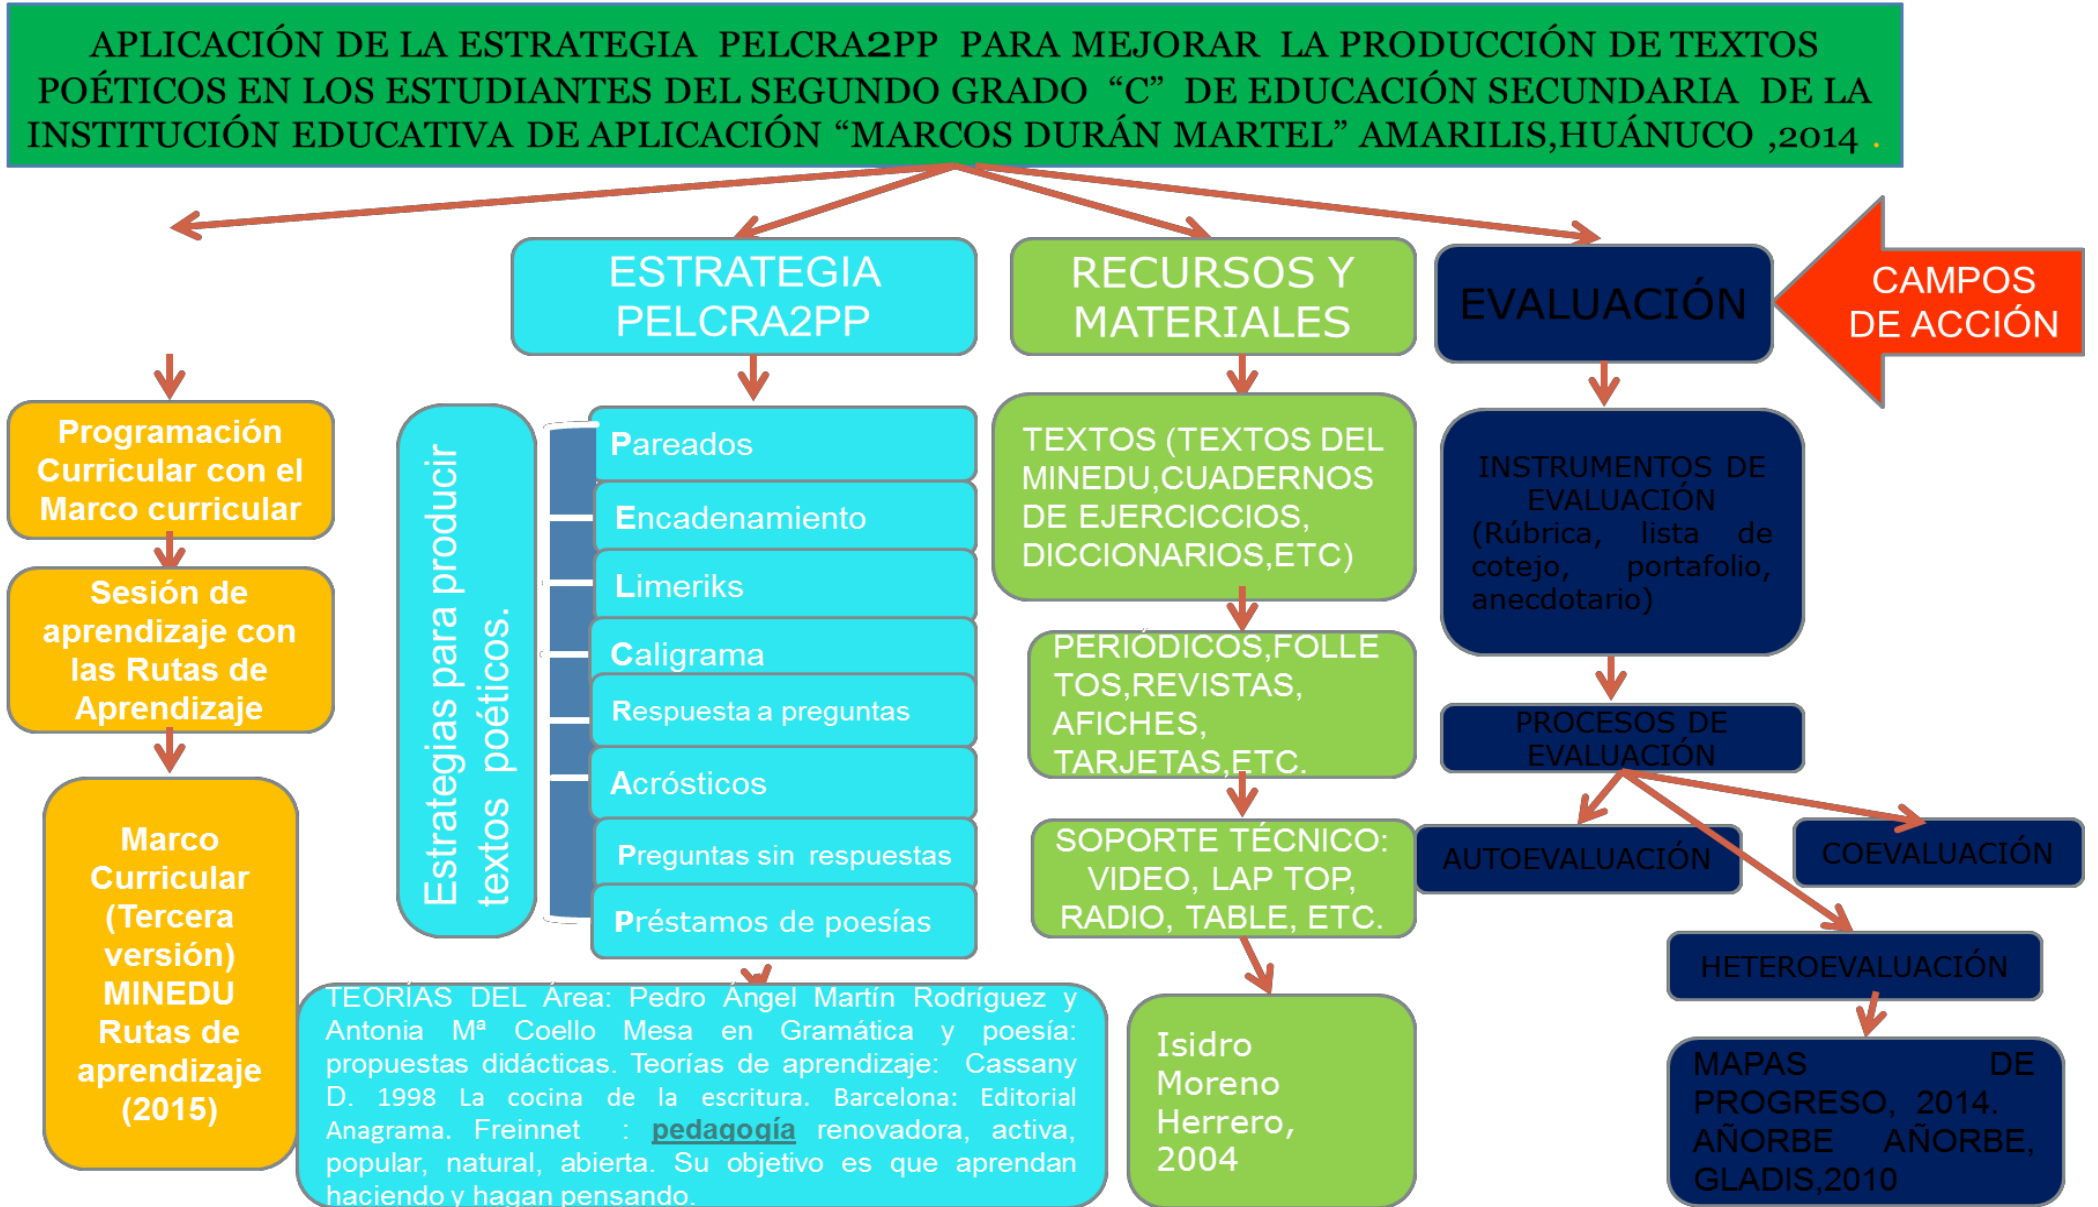 APLICACIÓN DE LA ESTRATEGIA PELCRA2PP PARA MEJORAR LA PRODUCCIÓN DE TEXTOS
POÉTICOS EN LOS ESTUDIANTES DEL SEGUNDO GRADO “C” DE EDUCACIÓN SECUNDARIA DE LA
INSTITUCIÓN EDUCATIVA DE APLICACIÓN “MARCOS DURÁN MARTEL” AMARILIS,HUÁNUCO ,2014 .
Programación
Curricular con el
Marco curricular
Sesión de
aprendizaje con
las Rutas de
Aprendizaje
Marco
Curricular
(Tercera
versión)
MINEDU
Rutas de
aprendizaje
(2015)
ESTRATEGIA
PELCRA2PP
Estrategias para producir
textos poéticos.
Pareados
Encadenamiento
Limeriks
Caligrama
Respuesta a preguntas
Acrósticos
Preguntas sin respuestas
Préstamos de poesías
TEORÍAS DEL Área: Pedro Ángel Martín Rodríguez y
Antonia Mª Coello Mesa en Gramática y poesía:
propuestas didácticas. Teorías de aprendizaje: Cassany
D. 1998 La cocina de la escritura. Barcelona: Editorial
Anagrama. Freinnet : pedagogía renovadora, activa,
popular, natural, abierta. Su objetivo es que aprendan
haciendo y hagan pensando.
RECURSOS Y
MATERIALES
TEXTOS (TEXTOS DEL
MINEDU,CUADERNOS
DE EJERCICCIOS,
DICCIONARIOS,ETC)
PERIÓDICOS,FOLLE
TOS,REVISTAS,
AFICHES,
TARJETAS,ETC.
SOPORTE TÉCNICO:
VIDEO, LAP TOP,
RADIO, TABLE, ETC.
Isidro
Moreno
Herrero,
2004
EVALUACIÓN
CAMPOS
DE ACCIÓN
INSTRUMENTOS DE
EVALUACIÓN
(Rúbrica, lista de
cotejo, portafolio,
anecdotario)
PROCESOS DE
EVALUACIÓN
AUTOEVALUACIÓN
COEVALUACIÓN
HETEROEVALUACIÓN
MAPAS DE
PROGRESO, 2014.
AÑORBE AÑORBE,
GLADIS,2010